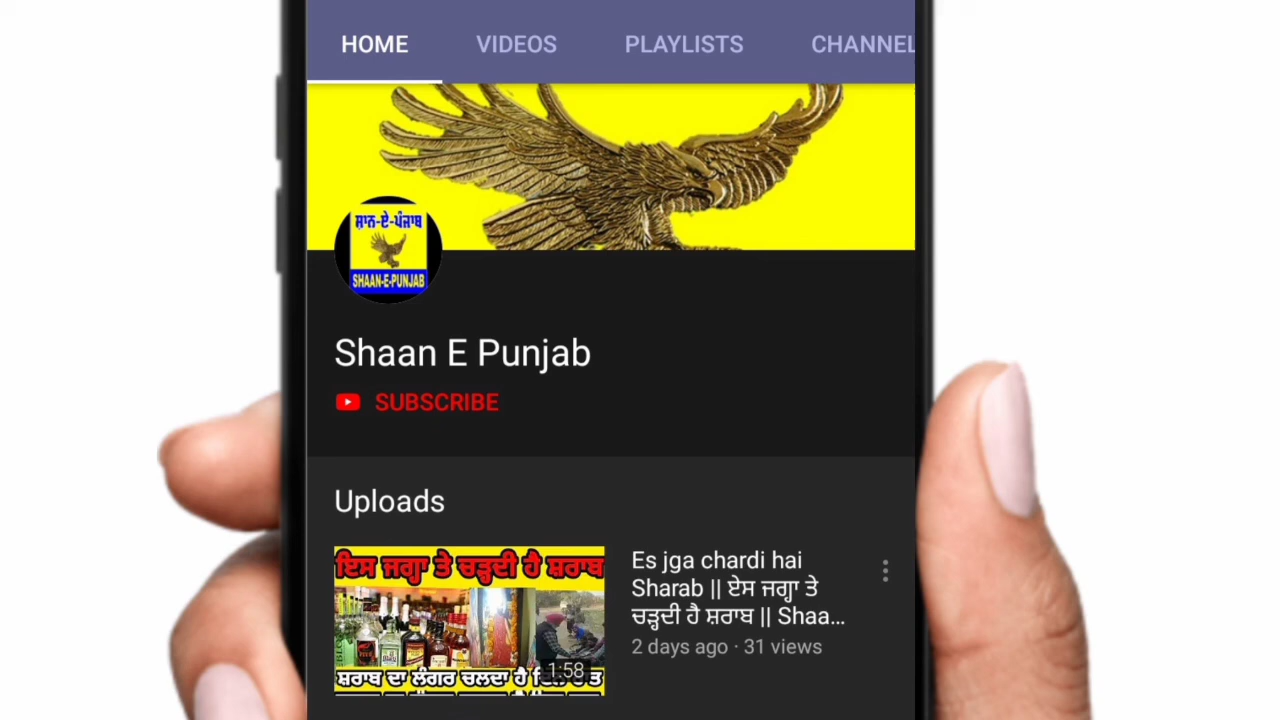 HOME VIDEOS PLAYLISTS CHANNEL
ਸ਼ਾਨ-ਏ-ਪੰਜਾਬ
SHAAN-E-PUNJAB
Shaan E Punjab
SUBSCRIBE
Uploads
ਇਸ ਜਗ੍ਹਾ ਤੇ ਚੜ੍ਹਦੀ ਹੈ ਸ਼ਰਾਬ
ਸ਼ਰਾਬ ਦਾ ਲੰਗਰ ਚਲਦਾ ਹੈ
1:58
Es jga chardi hai
Sharab || ਏਸ ਜਗ੍ਹਾ ਤੇ
ਚੜ੍ਹਦੀ ਹੈ ਸ਼ਰਾਬ || Shaa...
2 days ago · 31 views